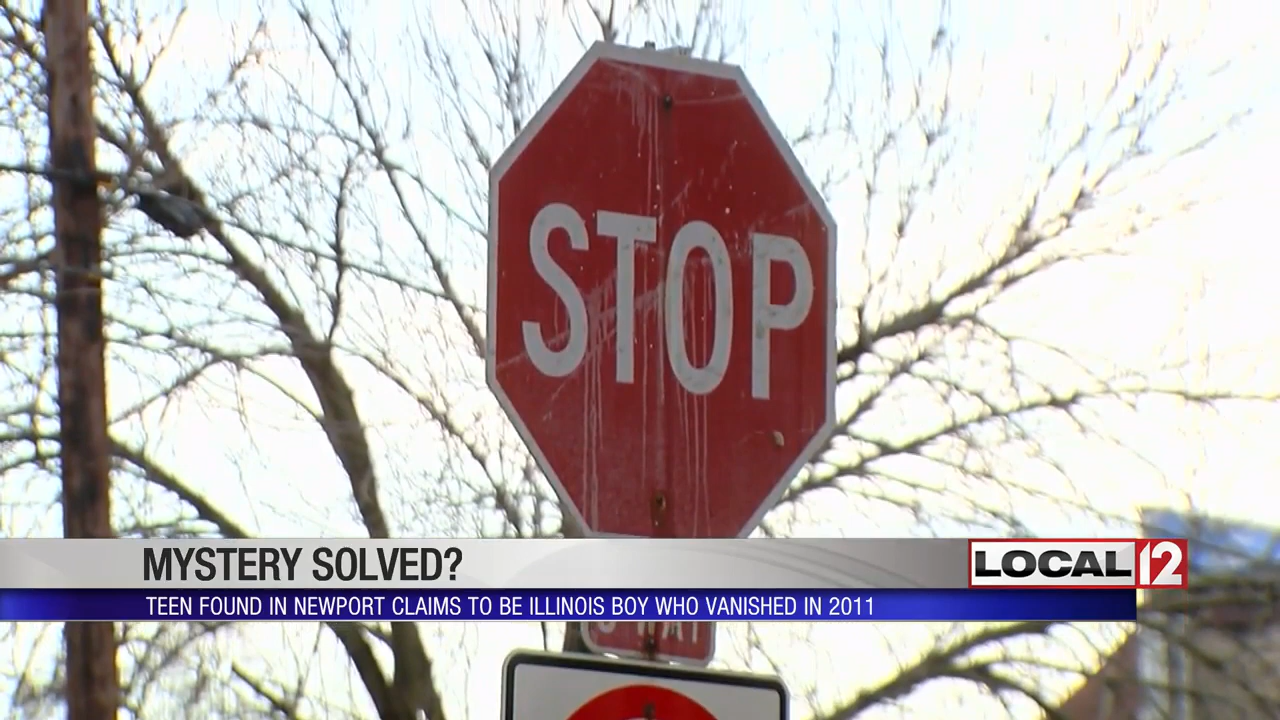 STOP
MYSTERY SOLVED?
LOCAL 12
TEEN FOUND IN NEWPORT CLAIMS TO BE ILLINOIS BOY WHO VANISHED IN 2011